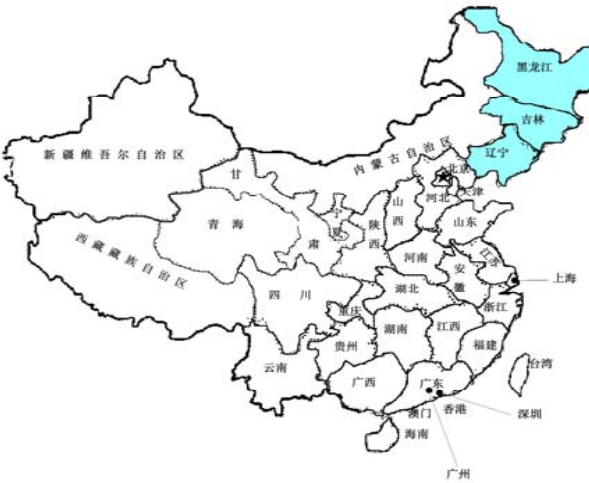 黑龙江
吉林
辽宁
内蒙古自治区
新疆维吾尔自治区
甘
肃
北京
天津
河北
山西
宁夏
陕西
青海
山东
西藏藏族自治区
河南
江苏
安徽
上海
四川
湖北
重庆
浙江
湖南
江西
贵州
福建
云南
台湾
广西
广东
澳门
香港
深圳
海南
广州